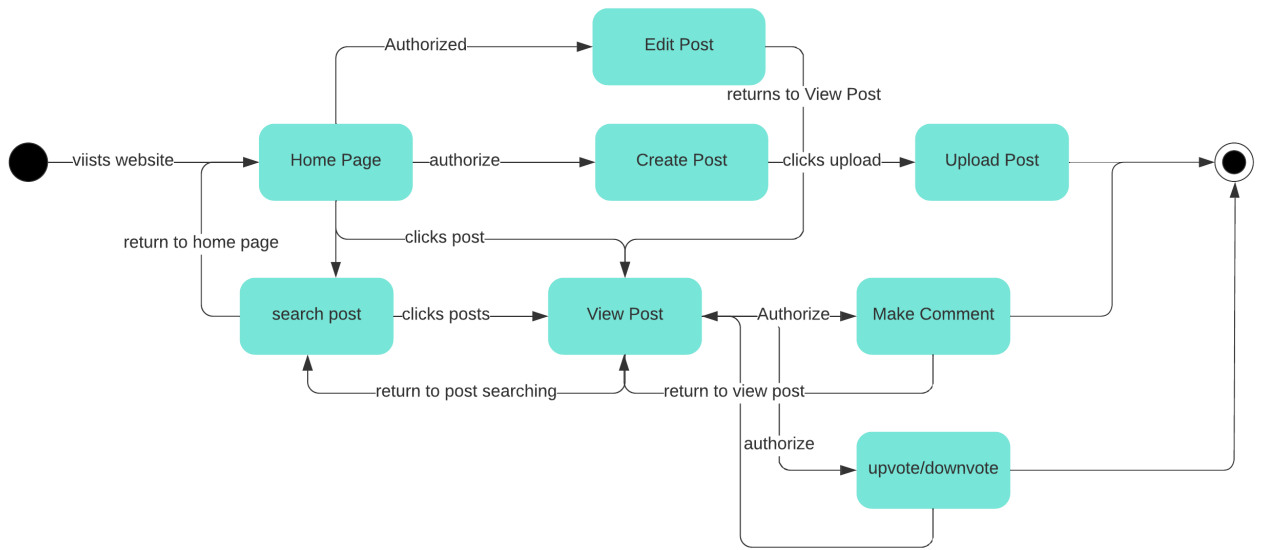 Authorized
Edit Post
returns to View Post
viists website
Home Page
authorize
Create Post
clicks upload
Upload Post
return to home page
clicks post
search post
clicks posts
View Post
Authorize
Make Comment
return to post searching
return to view post
authorize
upvote/downvote